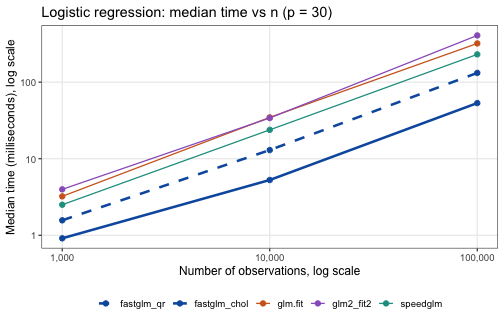 Logistic regression: median time vs n (p = 30)
Median time (milliseconds), log scale
100
10
1
1,000
10,000
100,000
Number of observations, log scale
fastglm_qr
fastglm_chol
glm.fit
glm2_fit2
speedglm